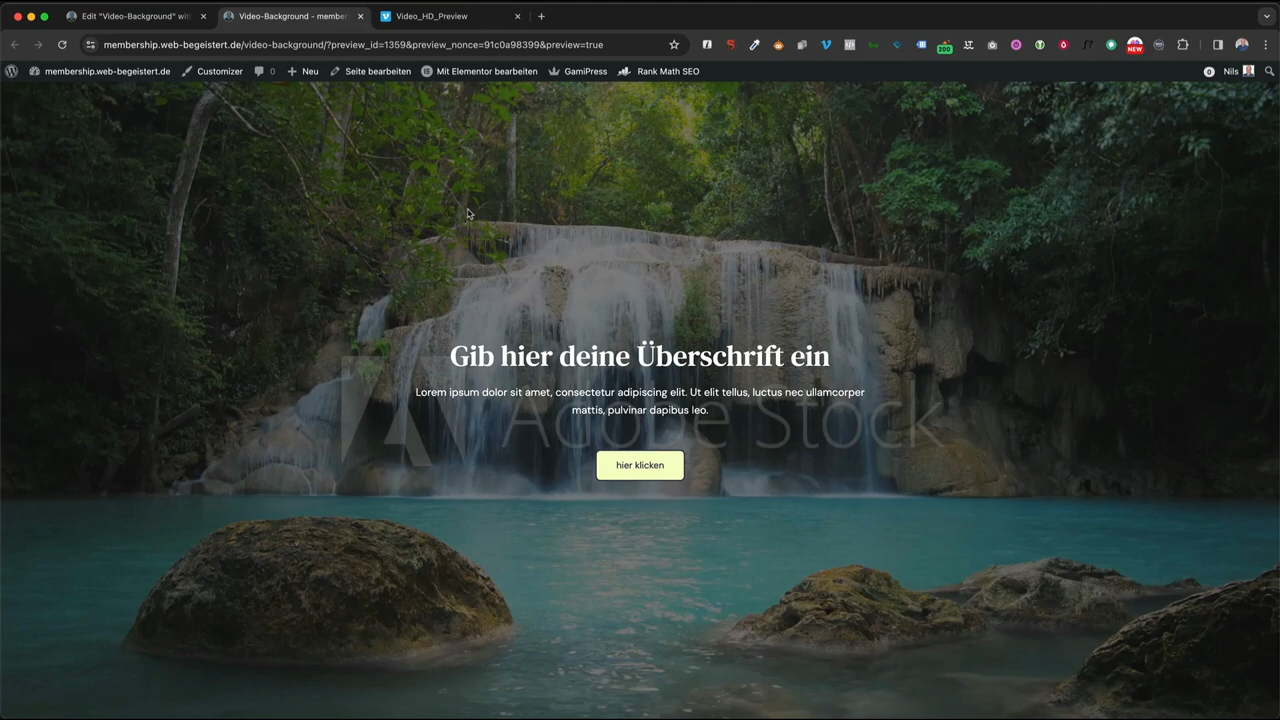 Edit "Video-Background" wit
Video-Background - member
Video_HD_Preview
membership.web-begeistert.de/video-background/?preview_id=1359&preview_nonce=91c0a98399&preview=true
200
NEW
membership.web-begeistert.de
Customizer
0
Neu
Seite bearbeiten
Mit Elementor bearbeiten
GamiPress
Rank Math SEO
0
Nils
Gib hier deine Überschrift ein
Lorem ipsum dolor sit amet, consectetur adipiscing elit. Ut elit tellus, luctus nec ullamcorper
mattis, pulvinar dapibus leo.
Adobe Stock
hier klicken